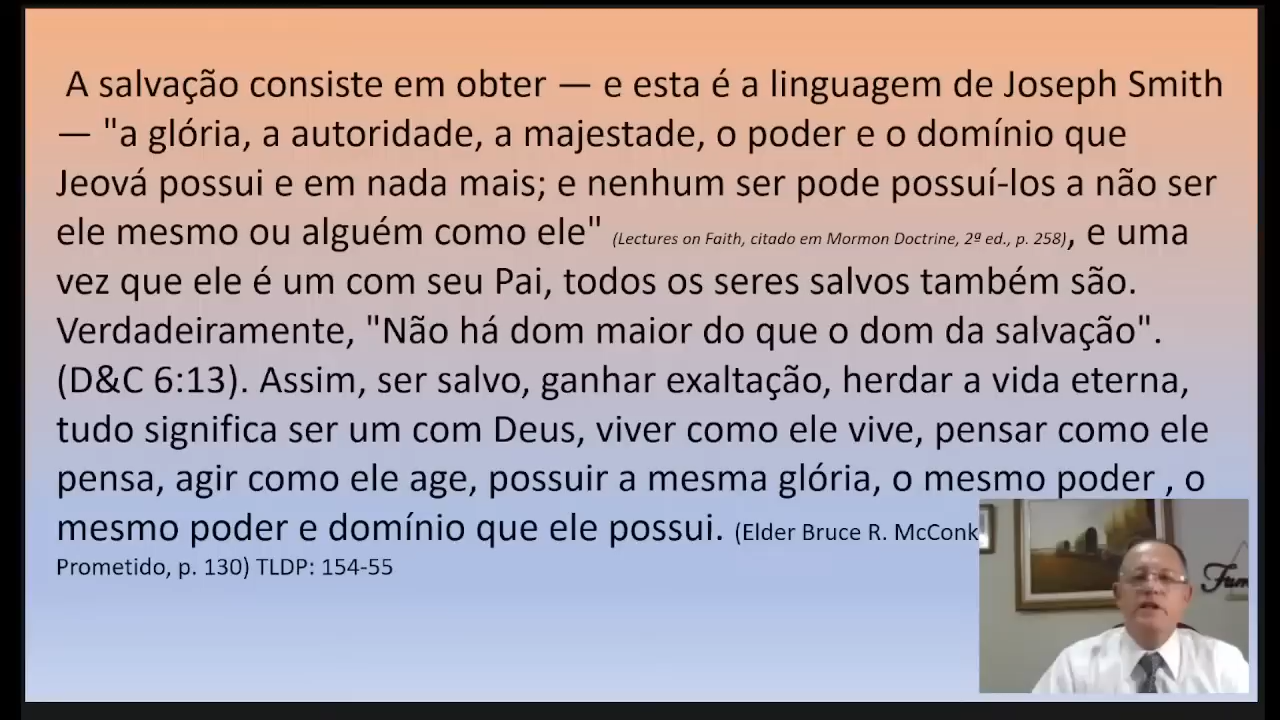 A salvação consiste em obter — e esta é a linguagem de Joseph Smith
— "a glória, a autoridade, a majestade, o poder e o domínio que
Jeová possui e em nada mais; e nenhum ser pode possuí-los a não ser
ele mesmo ou alguém como ele" (Lectures on Faith, citado em Mormon Doctrine, 2ª ed., p. 258), e uma
vez que ele é um com seu Pai, todos os seres salvos também são.
Verdadeiramente, "Não há dom maior do que o dom da salvação".
(D&C 6:13). Assim, ser salvo, ganhar exaltação, herdar a vida eterna,
tudo significa ser um com Deus, viver como ele vive, pensar como ele
pensa, agir como ele age, possuir a mesma glória, o mesmo poder , o
mesmo poder e domínio que ele possui. (Elder Bruce R. McConk
Prometido, p. 130) TLDP: 154-55